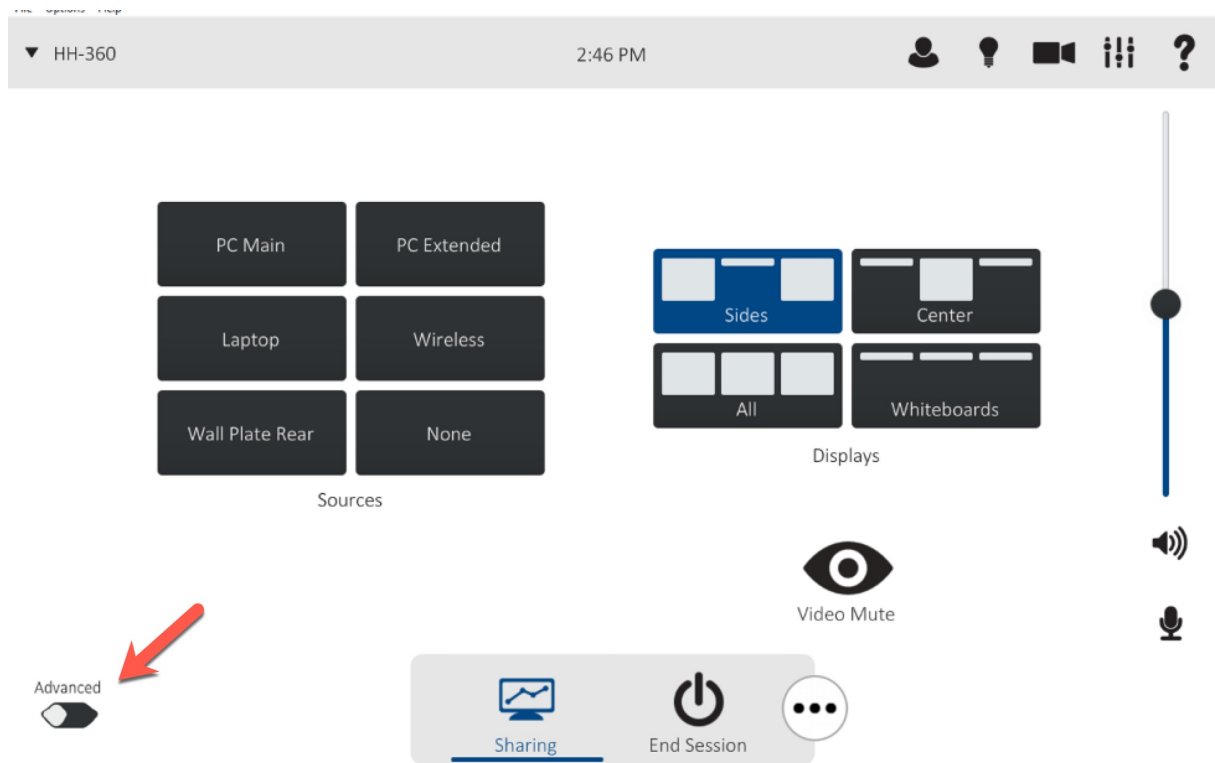 HH-360
2:46 PM
PC Main
PC Extended
Laptop
Wireless
Wall Plate Rear
None
Sources
Sides
Center
All
Whiteboards
Displays
Video Mute
Advanced
Sharing
End Session